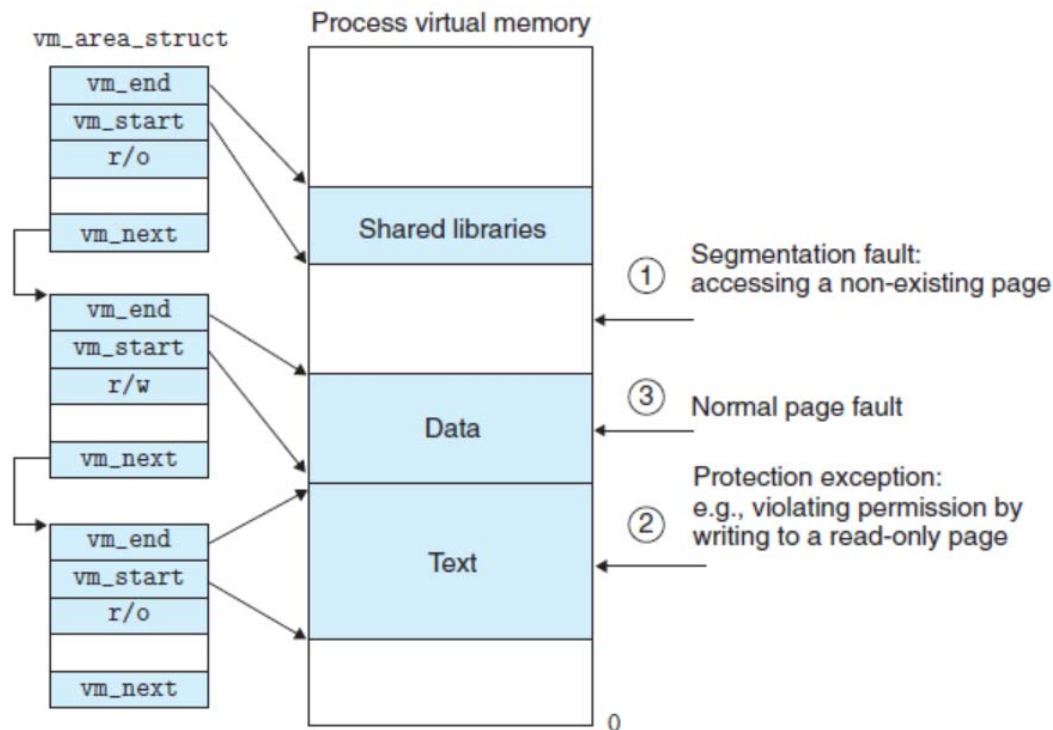 Process virtual memory
vm_area_struct
vm_end
vm_start
r/o
vm_next
vm_end
vm_start
r/w
vm_next
vm_end
vm_start
r/o
vm_next
Shared libraries
Data
Text
0
1
Segmentation fault:
accessing a non-existing page
3
Normal page fault
2
Protection exception:
e.g., violating permission by
writing to a read-only page